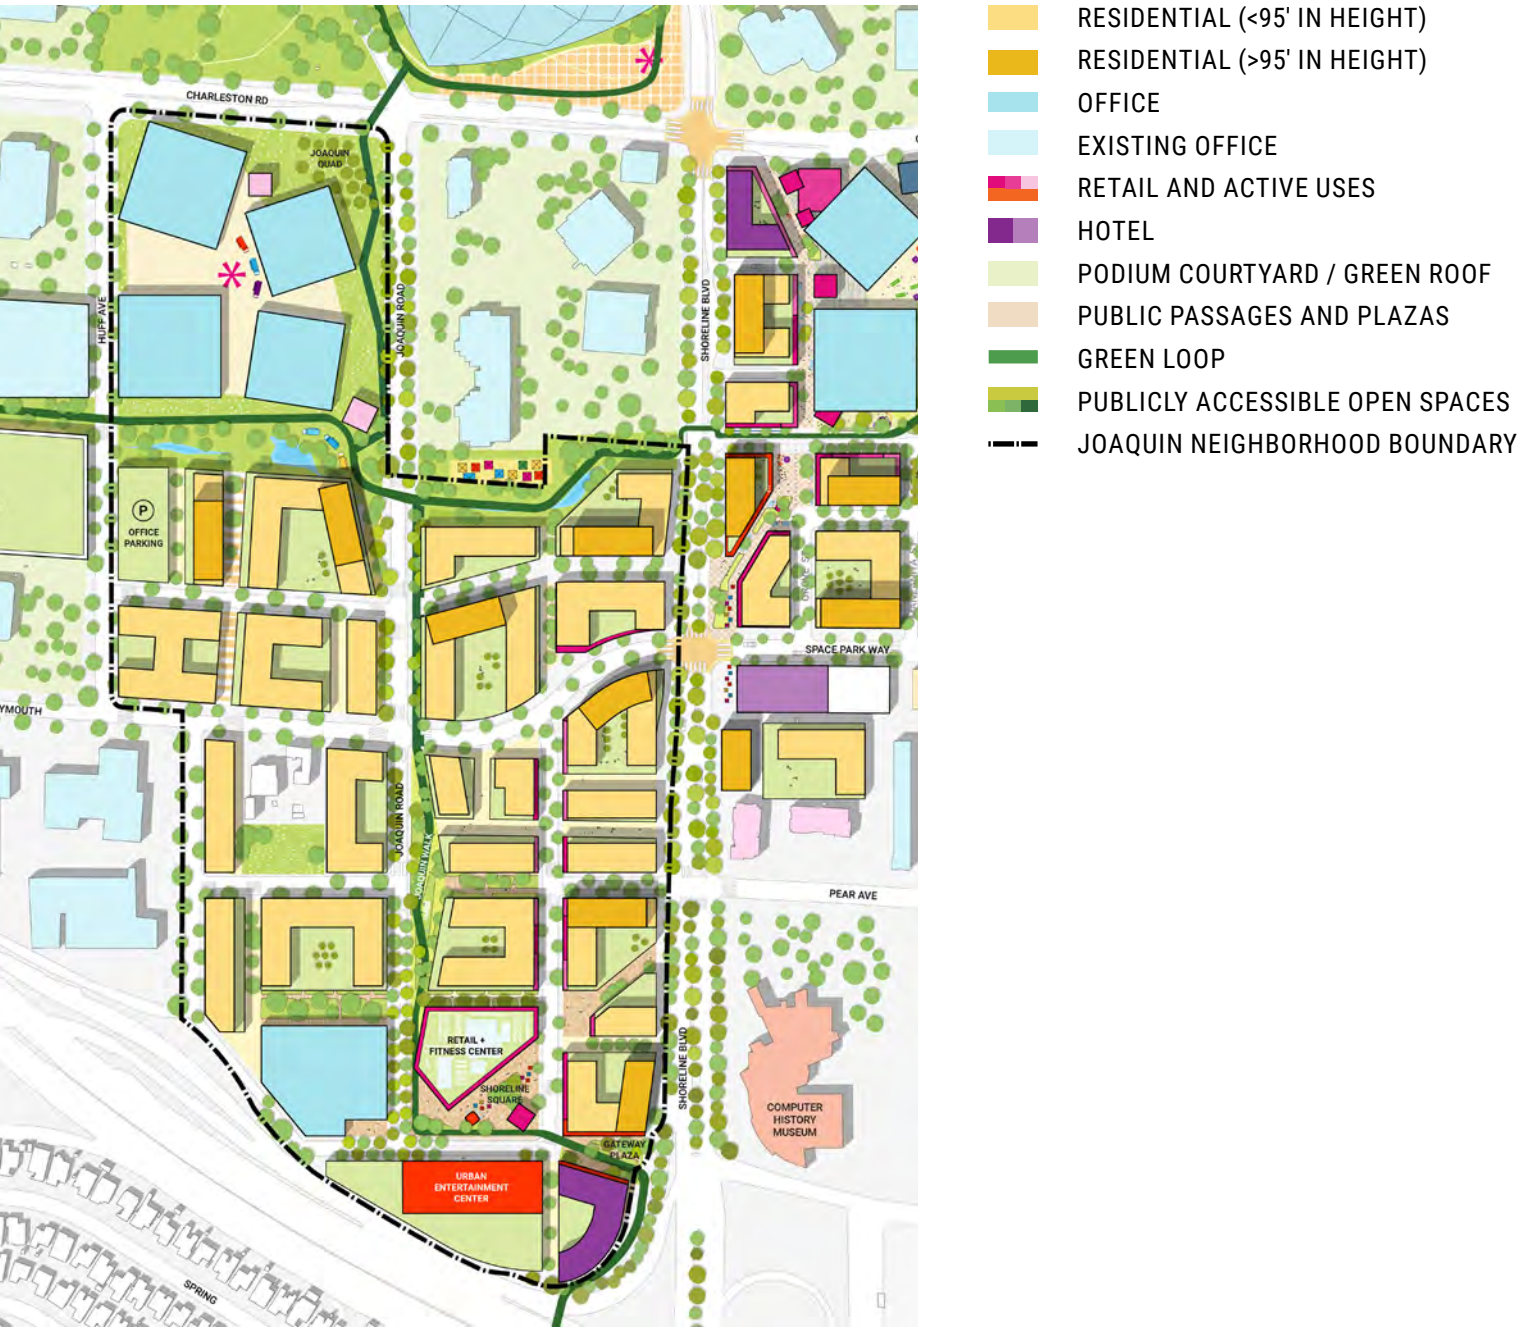 CHARLESTON RD
JOAQUIN
QUAD
HUFF AVE
JOAQUIN ROAD
SHORELINE BLVD
P
OFFICE
PARKING
SPACE PARK WAY
YMOUTH
JOAQUIN ROAD
JOAQUIN WALK
PEAR AVE
RETAIL +
FITNESS CENTER
SHORELINE
SQUARE
SHORELINE BLVD
COMPUTER
HISTORY
MUSEUM
GATEWAY
PLAZA
URBAN
ENTERTAINMENT
CENTER
SPRING
RESIDENTIAL (<95' IN HEIGHT)
RESIDENTIAL (>95' IN HEIGHT)
OFFICE
EXISTING OFFICE
RETAIL AND ACTIVE USES
HOTEL
PODIUM COURTYARD / GREEN ROOF
PUBLIC PASSAGES AND PLAZAS
GREEN LOOP
PUBLICLY ACCESSIBLE OPEN SPACES
JOAQUIN NEIGHBORHOOD BOUNDARY